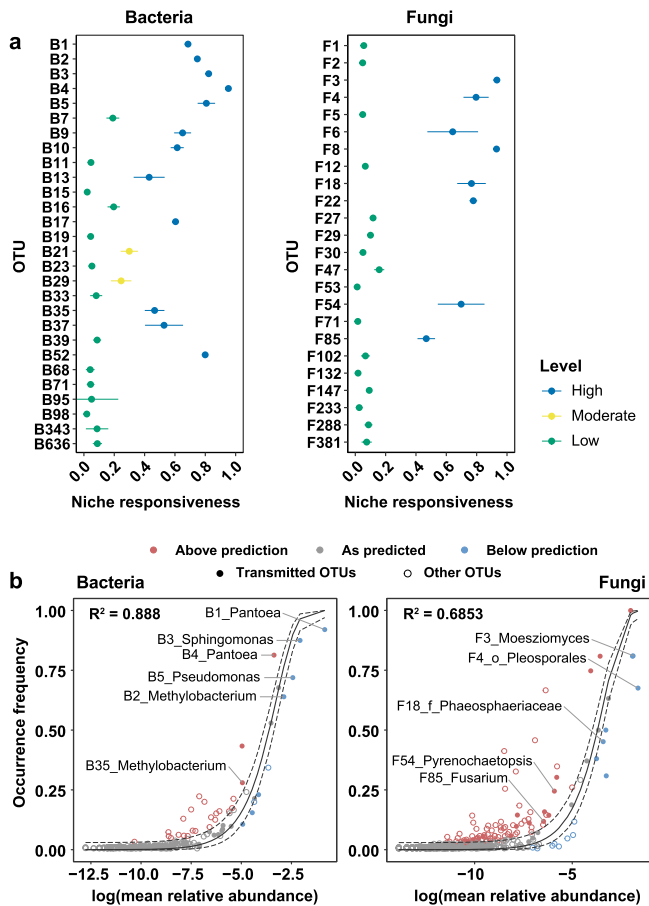 Bacteria
Fungi
a
OTU
B1
B2
B3
B4
B5
B7
B9
B10
B11
B13
B15
B16
B17
B19
B21
B23
B29
B33
B35
B37
B39
B52
B68
B71
B95
B98
B343
B636
0.0 0.2 0.4 0.6 0.8 1.0
Niche responsiveness
OTU
F1
F2
F3
F4
F5
F6
F8
F12
F18
F22
F27
F29
F30
F47
F53
F54
F71
F85
F102
F132
F147
F233
F288
F381
0.0 0.2 0.4 0.6 0.8 1.0
Niche responsiveness
Level
High
Moderate
Low
Above prediction As predicted Below prediction
Transmitted OTUs Other OTUs
b
Bacteria
Fungi
Occurrence frequency
1.00
0.75
0.50
0.25
0.00
R² = 0.888
B1_Pantoea
B3_Sphingomonas
B4_Pantoea
B5_Pseudomonas
B2_Methylobacterium
B35_Methylobacterium
−12.5 −10.0 −7.5 −5.0 −2.5
log(mean relative abundance)
1.00
0.75
0.50
0.25
0.00
R² = 0.6853
F3_Moesziomyces
F4_o_Pleosporales
F18_f_Phaeosphaeriaceae
F54_Pyrenochaetopsis
F85_Fusarium
−10 −5
log(mean relative abundance)